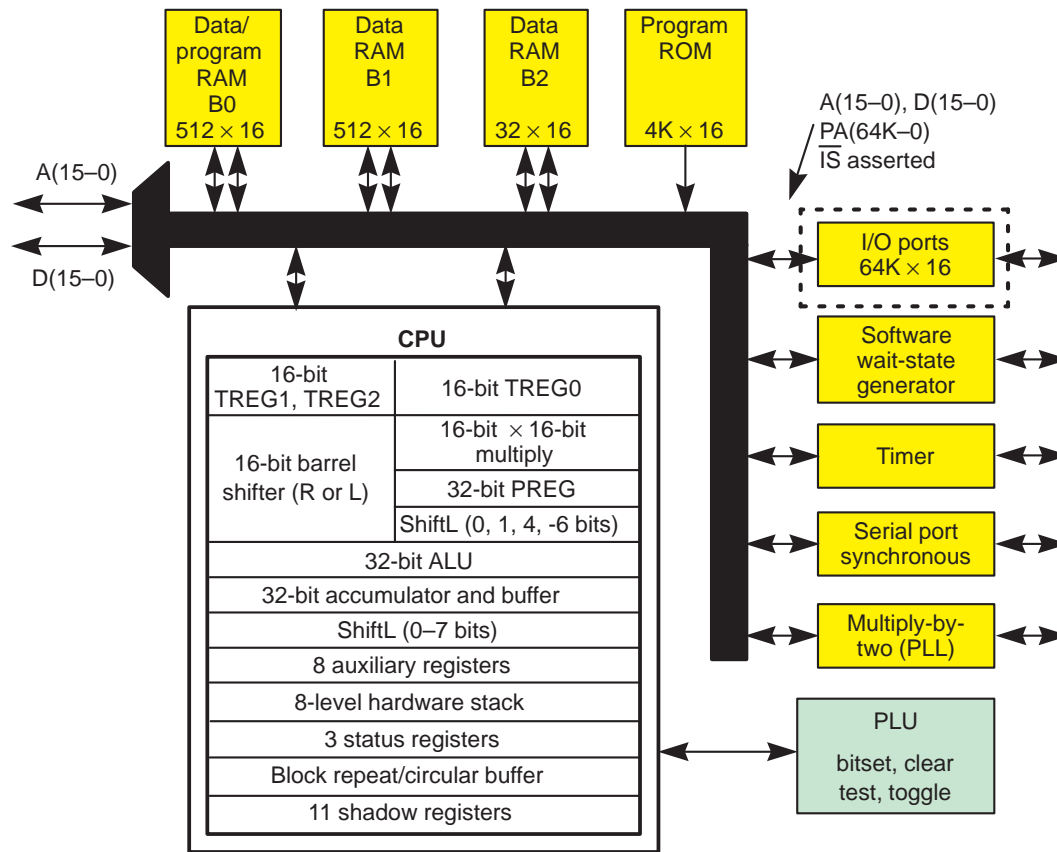 Data/
program
RAM
B0
512 × 16
Data
RAM
B1
512 × 16
Data
RAM
B2
32 × 16
Program
ROM
4K × 16
A(15–0), D(15–0)
PA(64K–0)
IS asserted
A(15–0)
D(15–0)
I/O ports
64K × 16
Software
wait-state
generator
Timer
Serial port
synchronous
Multiply-by-
two (PLL)
CPU
16-bit
TREG1, TREG2
16-bit TREG0
16-bit barrel
shifter (R or L)
16-bit × 16-bit
multiply
32-bit PREG
ShiftL (0, 1, 4, -6 bits)
32-bit ALU
32-bit accumulator and buffer
ShiftL (0–7 bits)
8 auxiliary registers
8-level hardware stack
3 status registers
Block repeat/circular buffer
11 shadow registers
PLU
bitset, clear
test, toggle